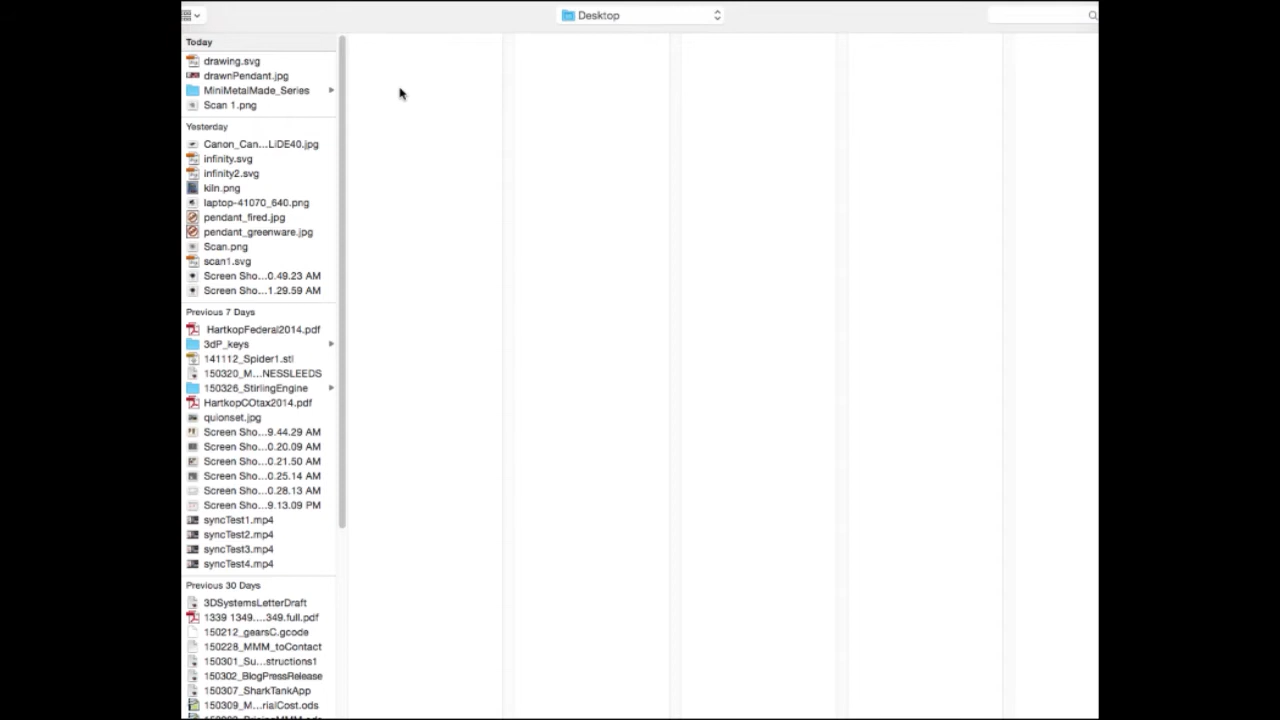 Desktop
Today
drawing.svg
drawnPendant.jpg
MiniMetalMade_Series
Scan 1.png
Yesterday
Canon_Can...LiDE40.jpg
infinity.svg
infinity2.svg
kiln.png
laptop-41070_640.png
pendant_fired.jpg
pendant_greenware.jpg
Scan.png
scan1.svg
Screen Sho...0.49.23 AM
Screen Sho...1.29.59 AM
Previous 7 Days
HartkopFederal2014.pdf
3dP_keys
141112_Spider1.stl
150320_M...NESSLEEDS
150326_StirlingEngine
HartkopCOtax2014.pdf
quionset.jpg
Screen Sho...9.44.29 AM
Screen Sho...0.20.09 AM
Screen Sho...0.21.50 AM
Screen Sho...0.25.14 AM
Screen Sho...0.28.13 AM
Screen Sho...9.13.09 PM
syncTest1.mp4
syncTest2.mp4
syncTest3.mp4
syncTest4.mp4
Previous 30 Days
3DSystemsLetterDraft
1339 1349....349.full.pdf
150212_gearsC.gcode
150228_MMM_toContact
150301_Su...structions1
150302_BlogPressRelease
150307_SharkTankApp
150309_M...rialCost.ods